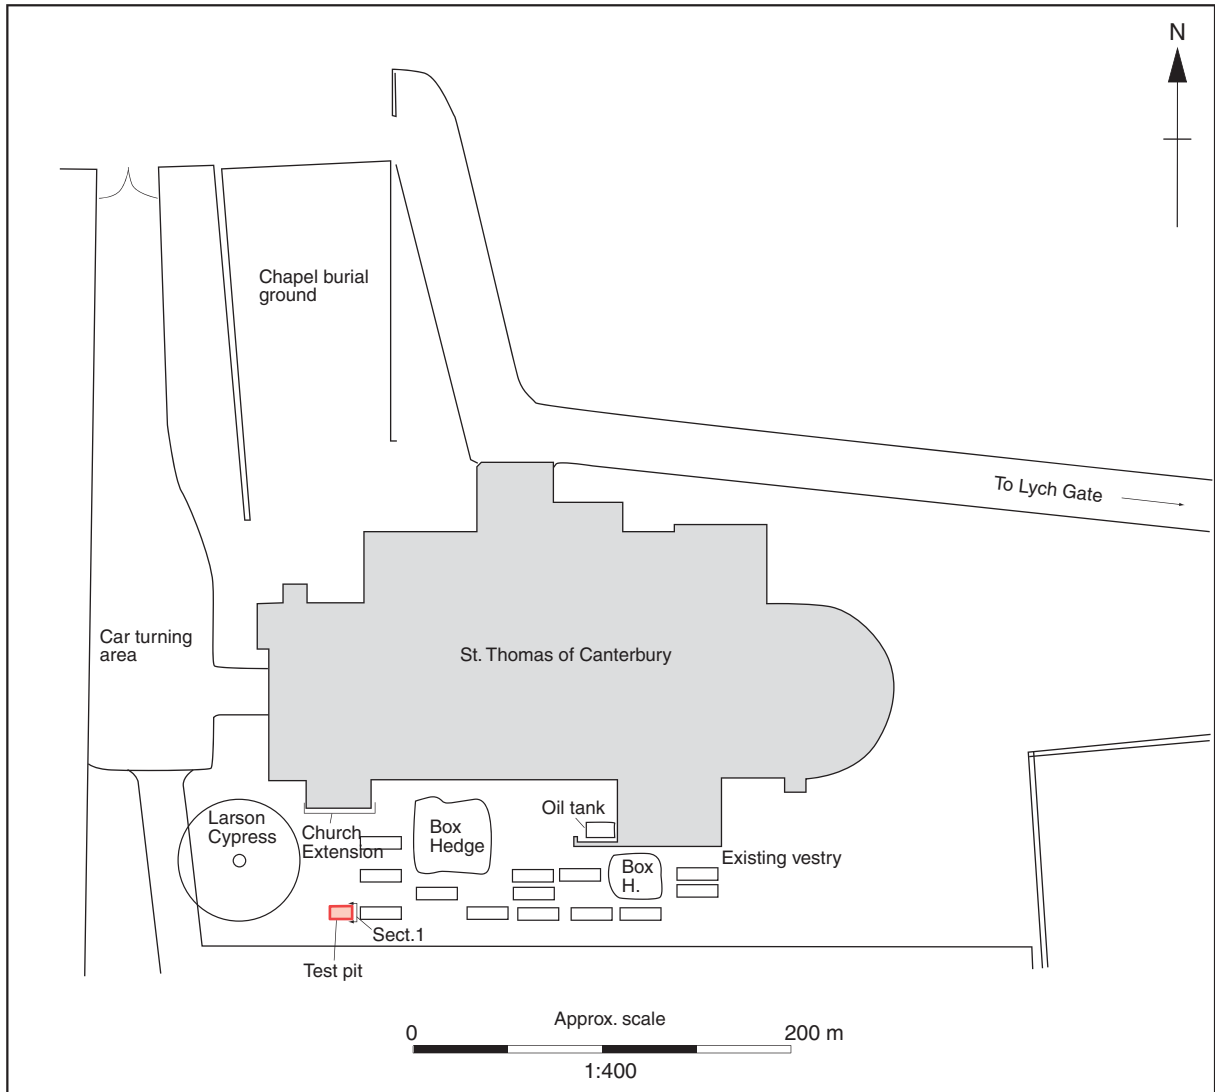 N
Chapel burial
ground
To Lych Gate
Car turning
area
St. Thomas of Canterbury
Larson
Cypress
Church
Extension
Box
Hedge
Oil tank
Box
H.
Existing vestry
Sect.1
Test pit
Approx. scale
0
200 m
1:400